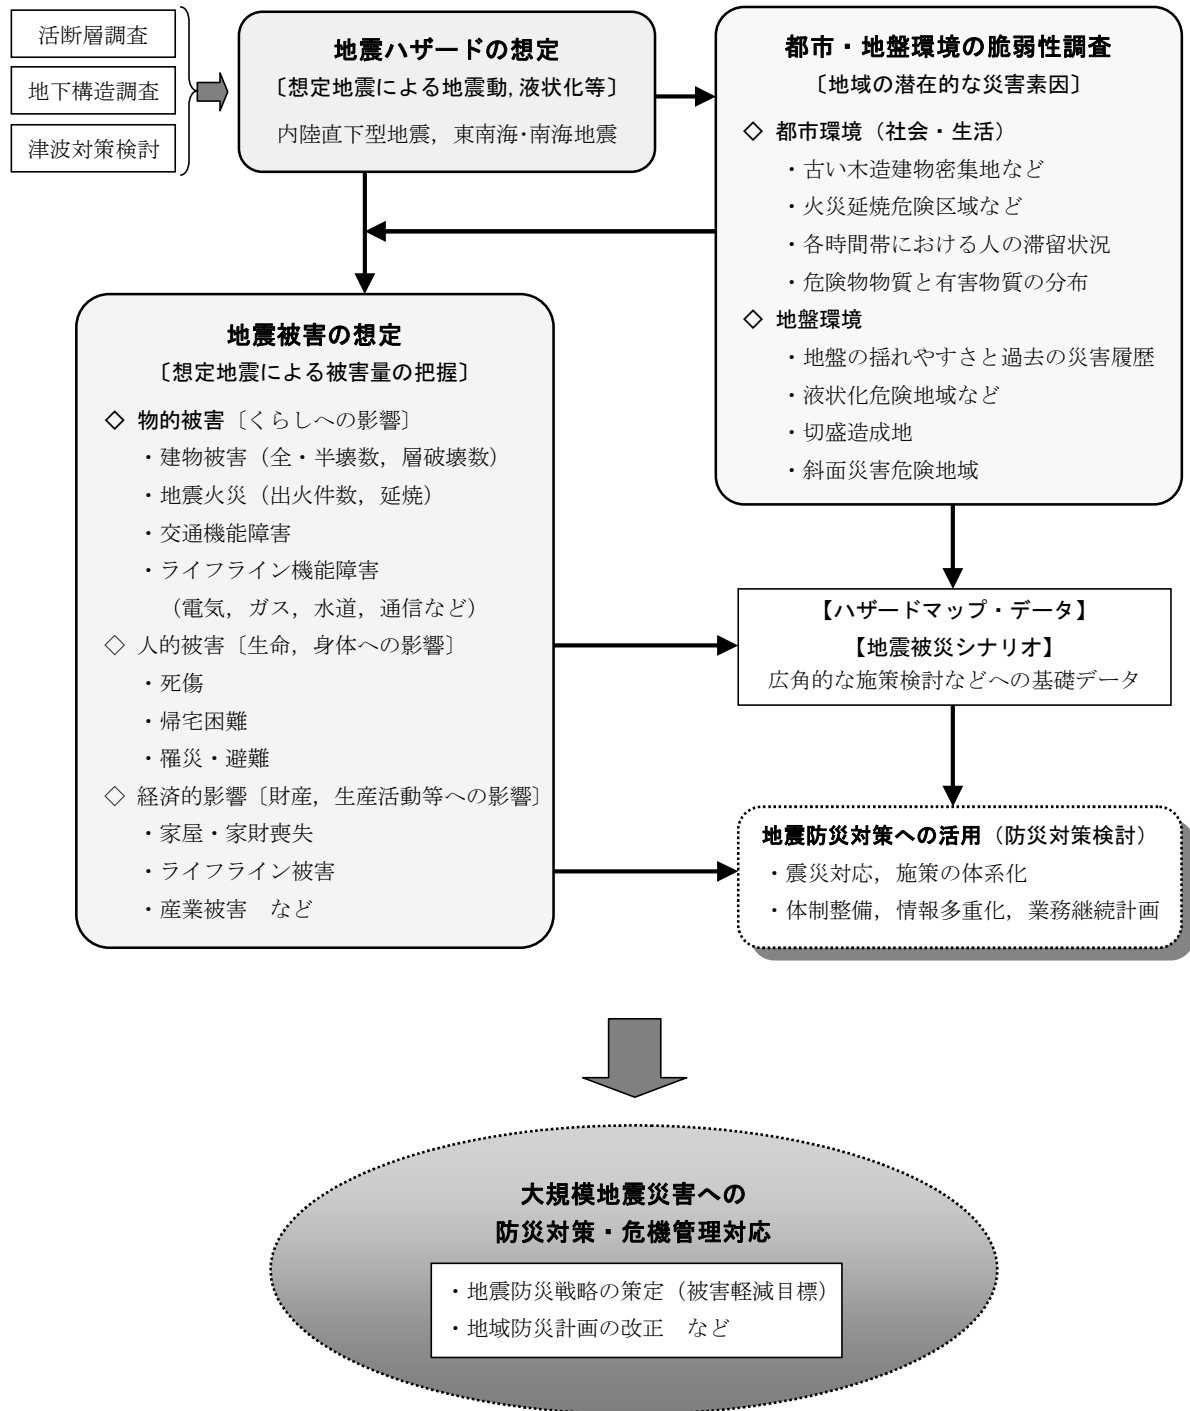 活断層調査
地下構造調査
津波対策検討
地震ハザードの想定
〔想定地震による地震動,液状化等〕
内陸直下型地震，東南海・南海地震
都市・地盤環境の脆弱性調査
〔地域の潜在的な災害素因〕
◇ 都市環境（社会・生活）
・古い木造建物密集地など
・火災延焼危険区域など
・各時間帯における人の滞留状況
・危険物物質と有害物質の分布
◇ 地盤環境
・地盤の揺れやすさと過去の災害履歴
・液状化危険地域など
・切盛造成地
・斜面災害危険地域
地震被害の想定
〔想定地震による被害量の把握〕
◇ 物的被害〔くらしへの影響〕
・建物被害（全・半壊数，層破壊数）
・地震火災（出火件数，延焼）
・交通機能障害
・ライフライン機能障害
（電気，ガス，水道，通信など）
◇ 人的被害〔生命，身体への影響〕
・死傷
・帰宅困難
・罹災・避難
◇ 経済的影響〔財産，生産活動等への影響〕
・家屋・家財喪失
・ライフライン被害
・産業被害　など
【ハザードマップ・データ】
【地震被災シナリオ】
広角的な施策検討などへの基礎データ
地震防災対策への活用（防災対策検討）
・震災対応，施策の体系化
・体制整備，情報多重化，業務継続計画
大規模地震災害への
防災対策・危機管理対応
・地震防災戦略の策定（被害軽減目標）
・地域防災計画の改正　など